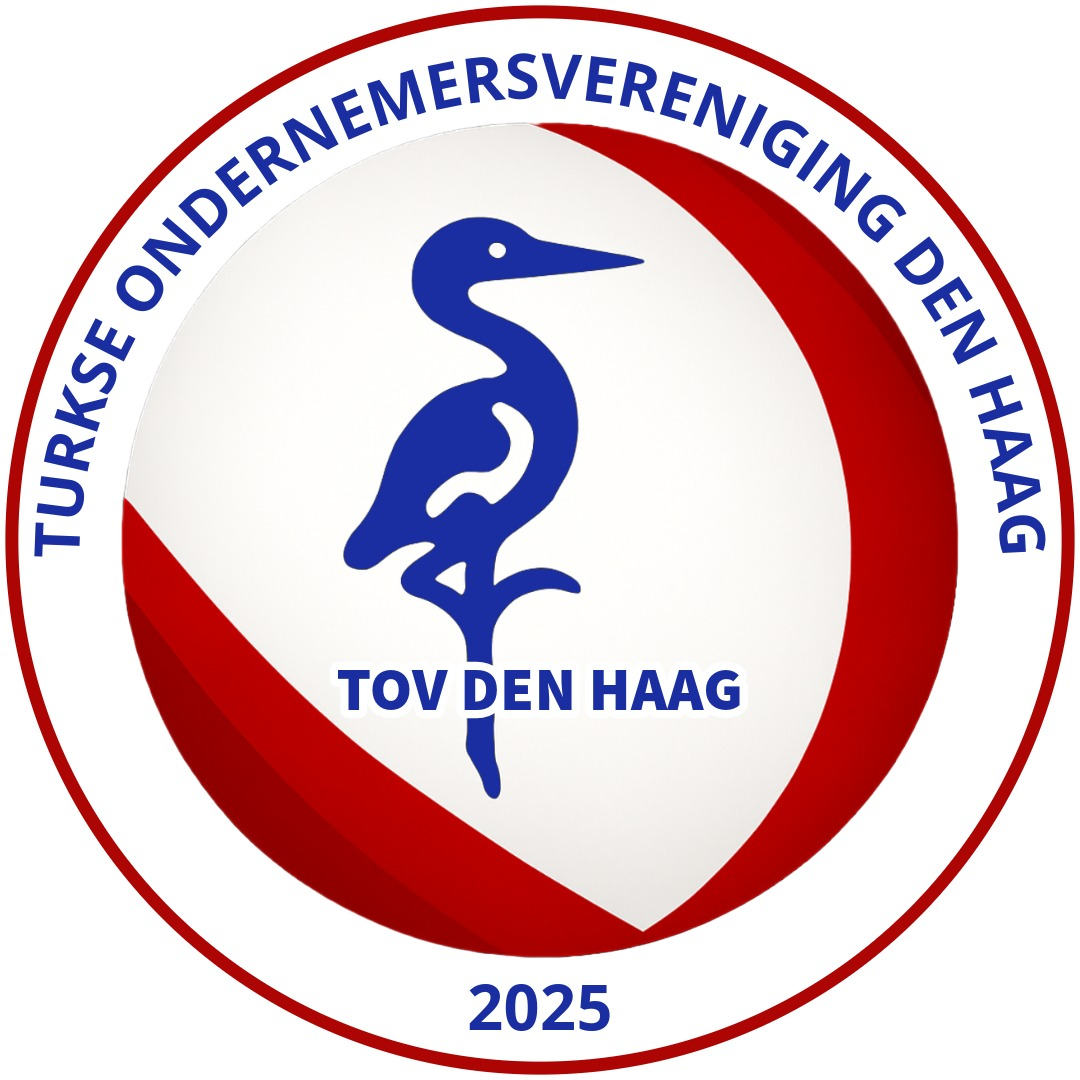 TURKSE ONDERNEMERSVERENIGING DEN HAAG
TOV DEN HAAG
2025